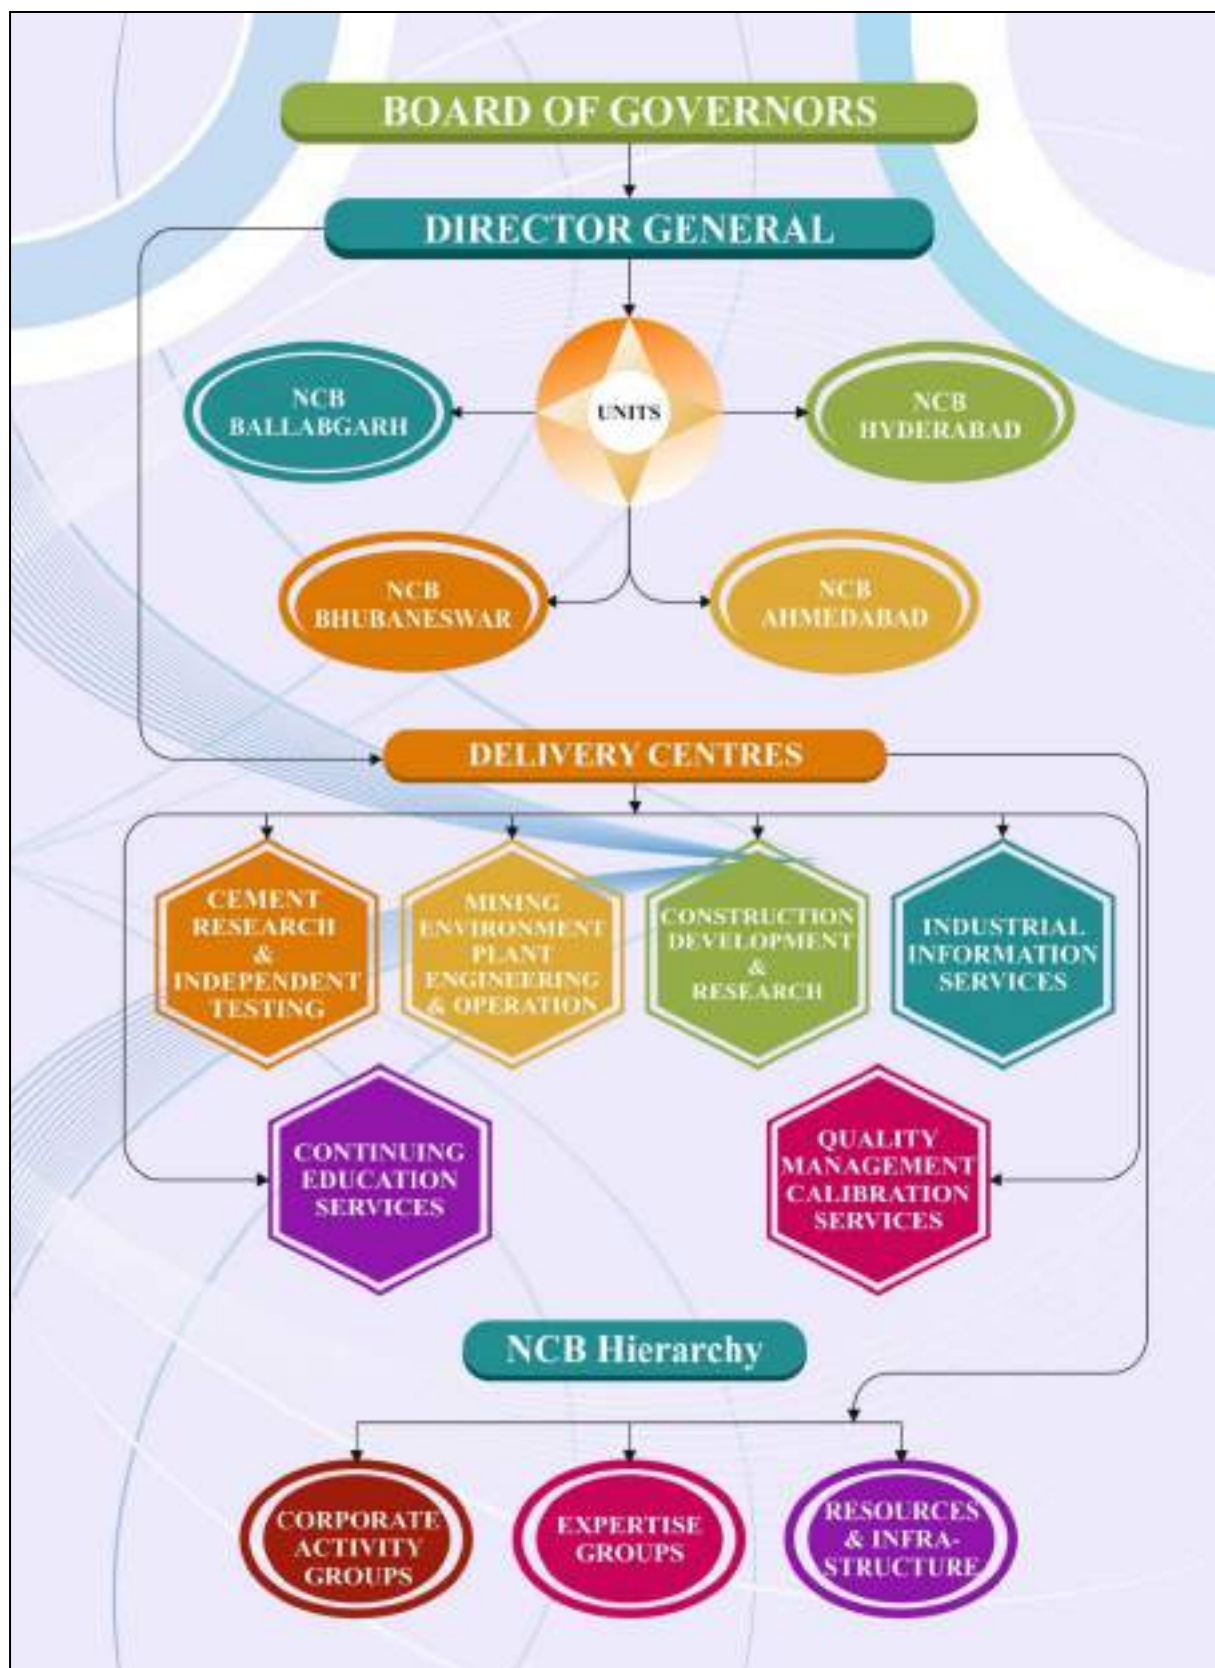 BOARD OF GOVERNORS
DIRECTOR GENERAL
UNITS
NCB
BALLABGARH
NCB
HYDERABAD
NCB
BHUBANESWAR
NCB
AHMEDABAD
DELIVERY CENTRES
CEMENT
RESEARCH
&
INDEPENDENT
TESTING
MINING
ENVIRONMENT
PLANT
ENGINEERING
& OPERATION
CONSTRUCTION
DEVELOPMENT
&
RESEARCH
INDUSTRIAL
INFORMATION
SERVICES
CONTINUING
EDUCATION
SERVICES
QUALITY
MANAGEMENT
CALIBRATION
SERVICES
NCB Hierarchy
CORPORATE
ACTIVITY
GROUPS
EXPERTISE
GROUPS
RESOURCES
& INFRA-
STRUCTURE